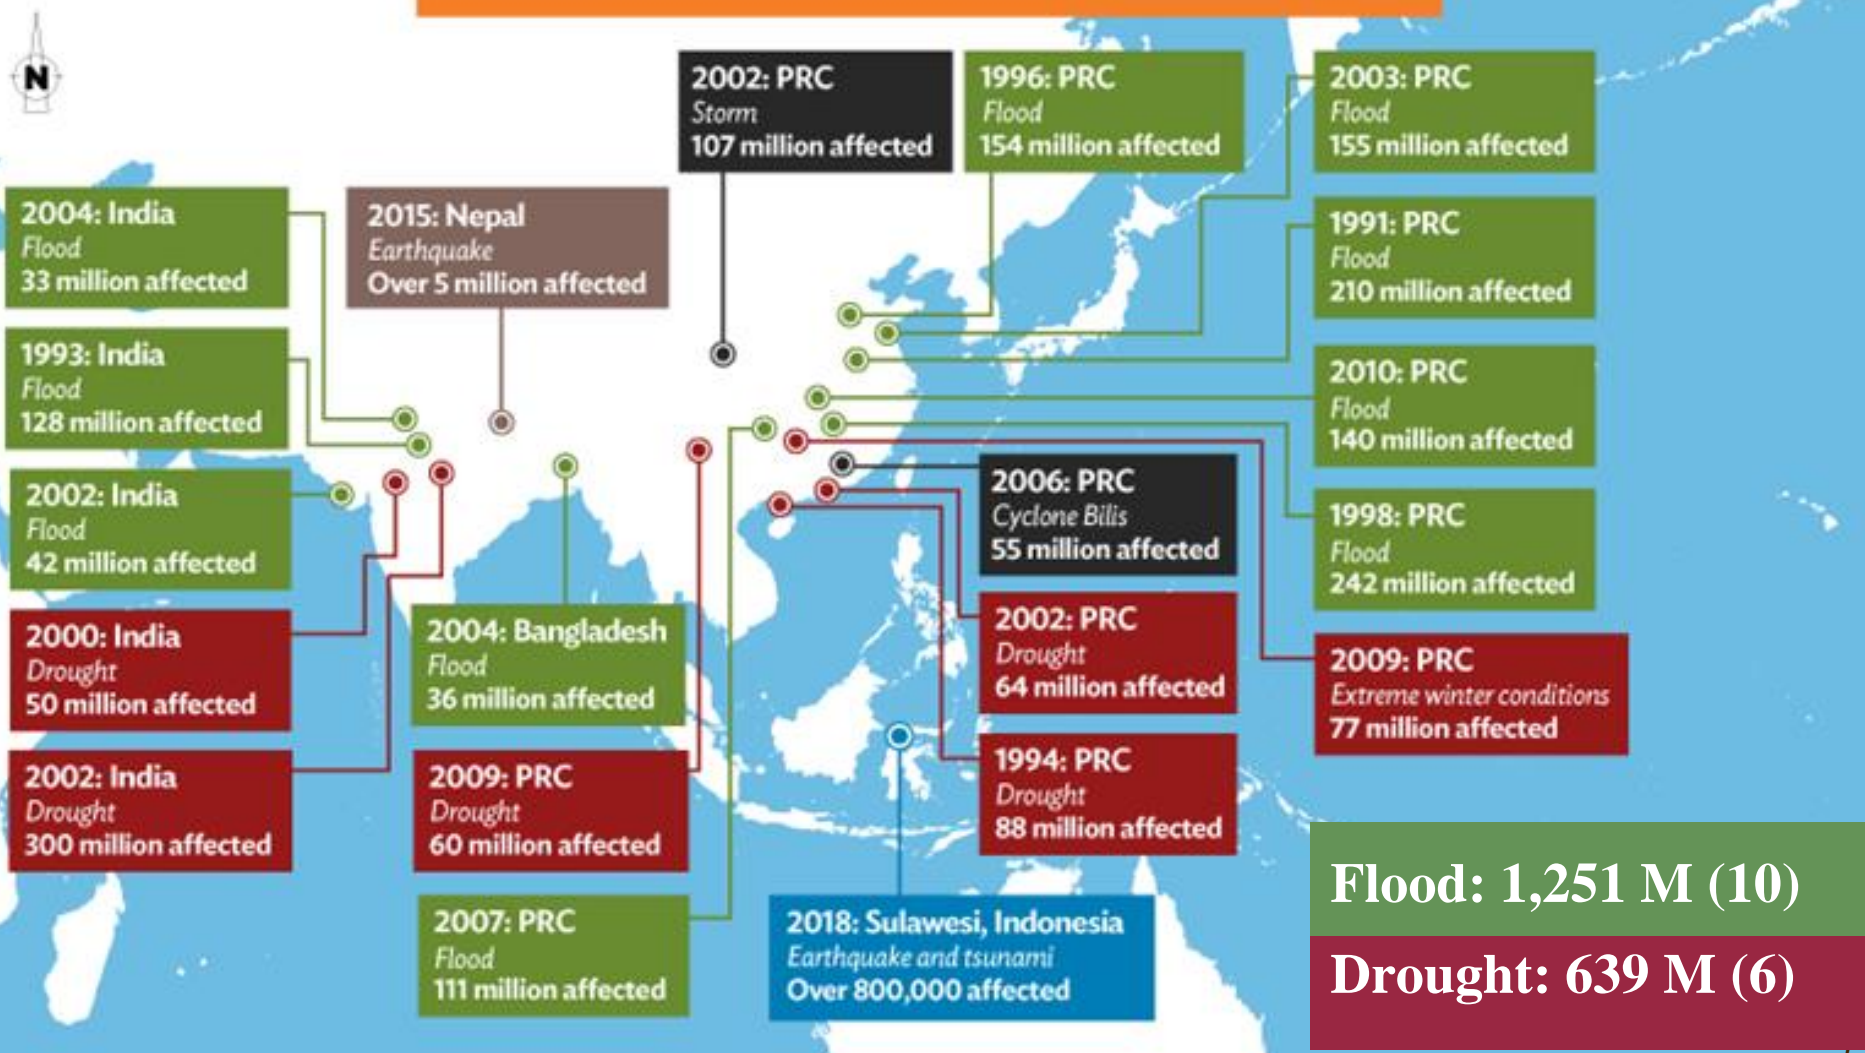 N
2002: PRC
Storm
107 million affected
1996: PRC
Flood
154 million affected
2003: PRC
Flood
155 million affected
2004: India
Flood
33 million affected
2015: Nepal
Earthquake
Over 5 million affected
1991: PRC
Flood
210 million affected
1993: India
Flood
128 million affected
2010: PRC
Flood
140 million affected
2002: India
Flood
42 million affected
2006: PRC
Cyclone Bilis
55 million affected
1998: PRC
Flood
242 million affected
2000: India
Drought
50 million affected
2004: Bangladesh
Flood
36 million affected
2002: PRC
Drought
64 million affected
2009: PRC
Extreme winter conditions
77 million affected
2002: India
Drought
300 million affected
2009: PRC
Drought
60 million affected
1994: PRC
Drought
88 million affected
2007: PRC
Flood
111 million affected
2018: Sulawesi, Indonesia
Earthquake and tsunami
Over 800,000 affected
Flood: 1,251 M (10)
Drought: 639 M (6)